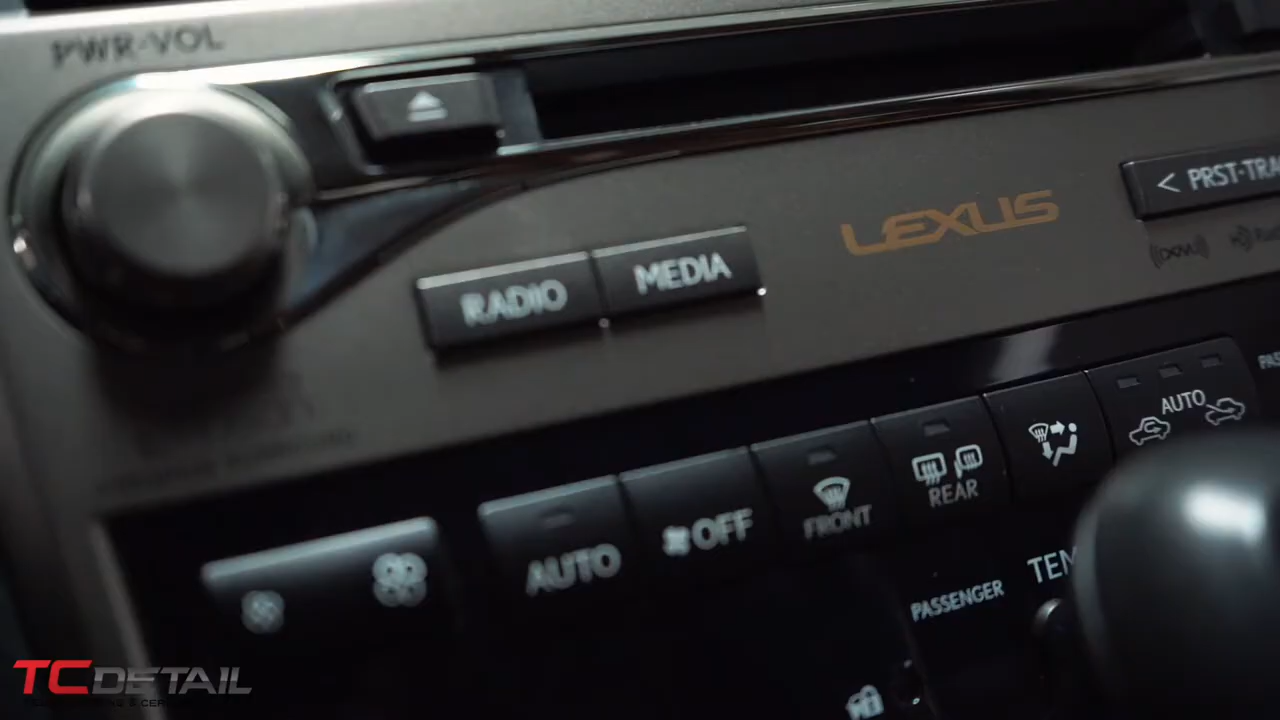 PWR·VOL
RADIO
MEDIA
LEXUS
< PRST·TRA
AUTO
OFF
FRONT
REAR
AUTO
PASSENGER
TEM
TCDETAIL